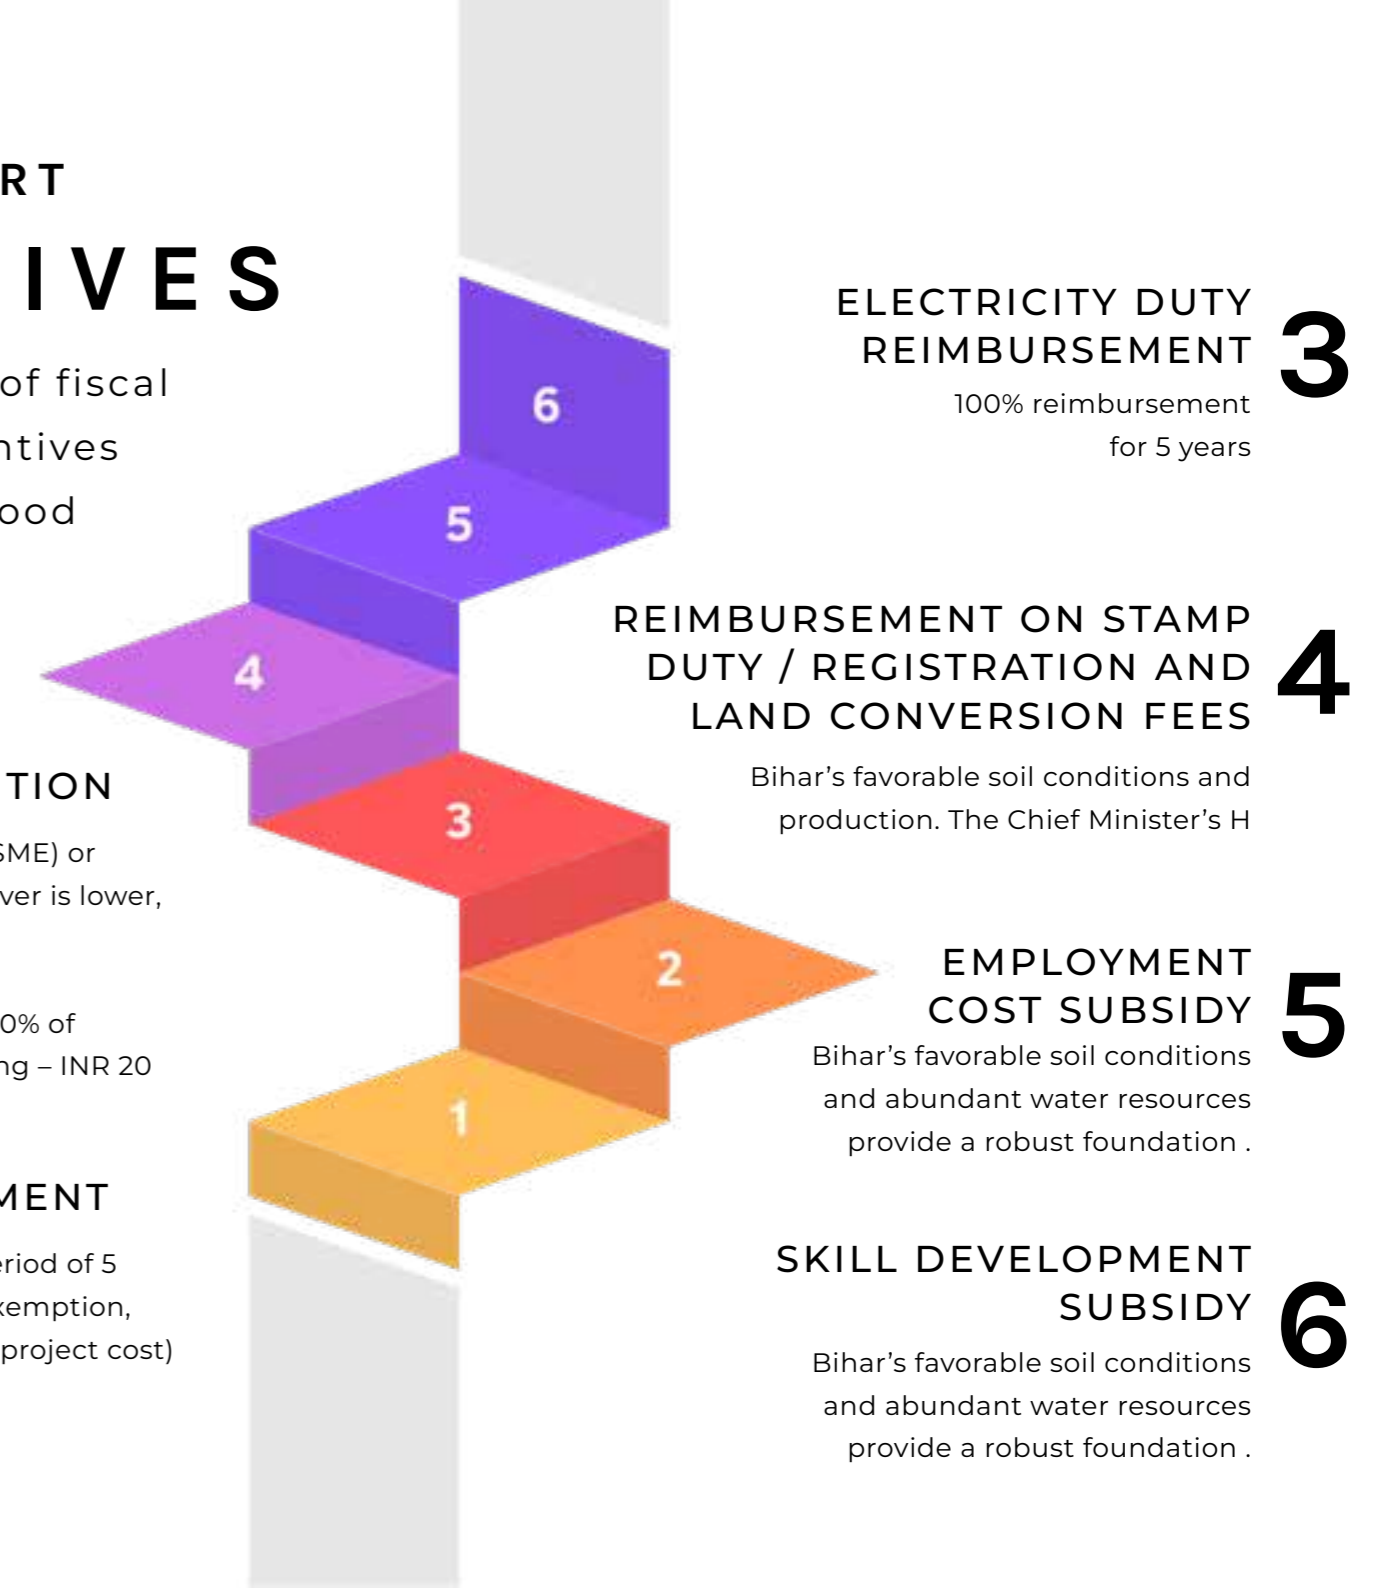 RT
IVES
of fiscal
ntives
ood
TION
SME) or
ver is lower,
0% of
ng – INR 20
MENT
eriod of 5
xemption,
project cost)
6
5
4
3
2
1
ELECTRICITY DUTY
REIMBURSEMENT
3
100% reimbursement
for 5 years
REIMBURSEMENT ON STAMP
DUTY / REGISTRATION AND
LAND CONVERSION FEES
4
Bihar’s favorable soil conditions and
production. The Chief Minister’s H
EMPLOYMENT
COST SUBSIDY
5
Bihar’s favorable soil conditions
and abundant water resources
provide a robust foundation .
SKILL DEVELOPMENT
SUBSIDY
6
Bihar’s favorable soil conditions
and abundant water resources
provide a robust foundation .